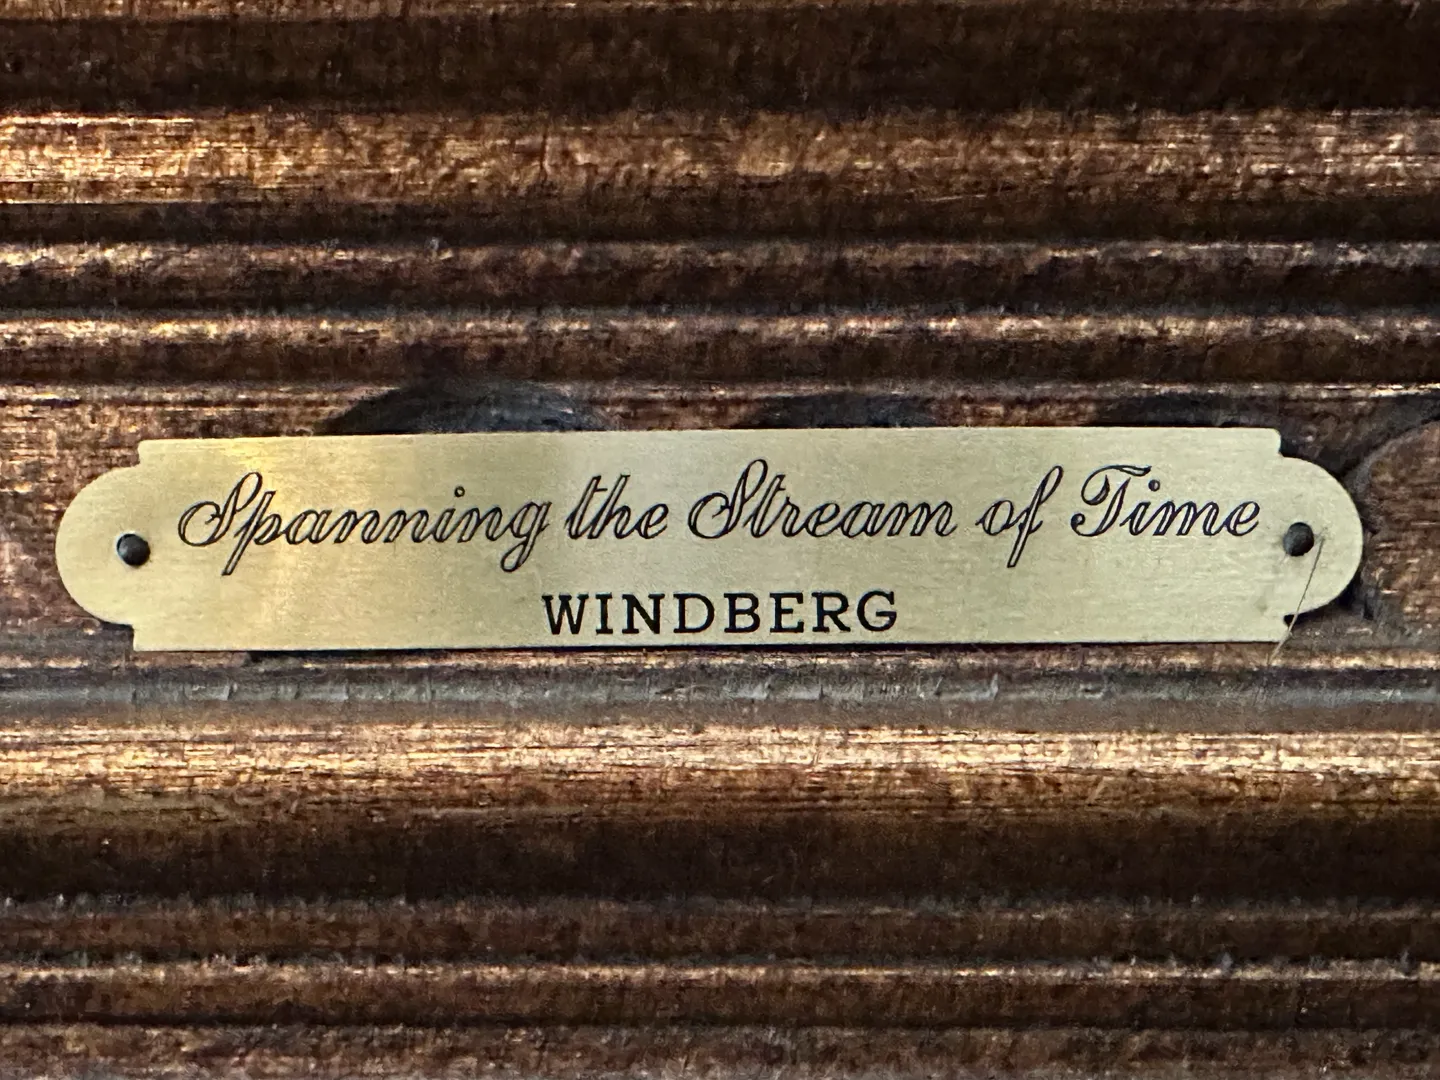 Spanning the Stream of Time
WINDBERG